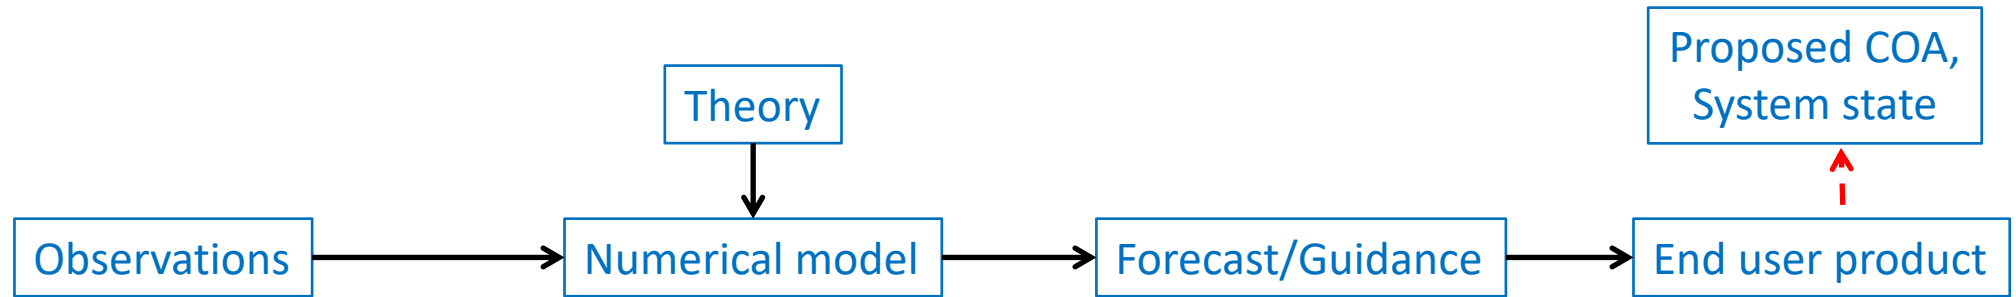 Proposed COA,
System state
Theory
Observations
Numerical model
Forecast/Guidance
End user product